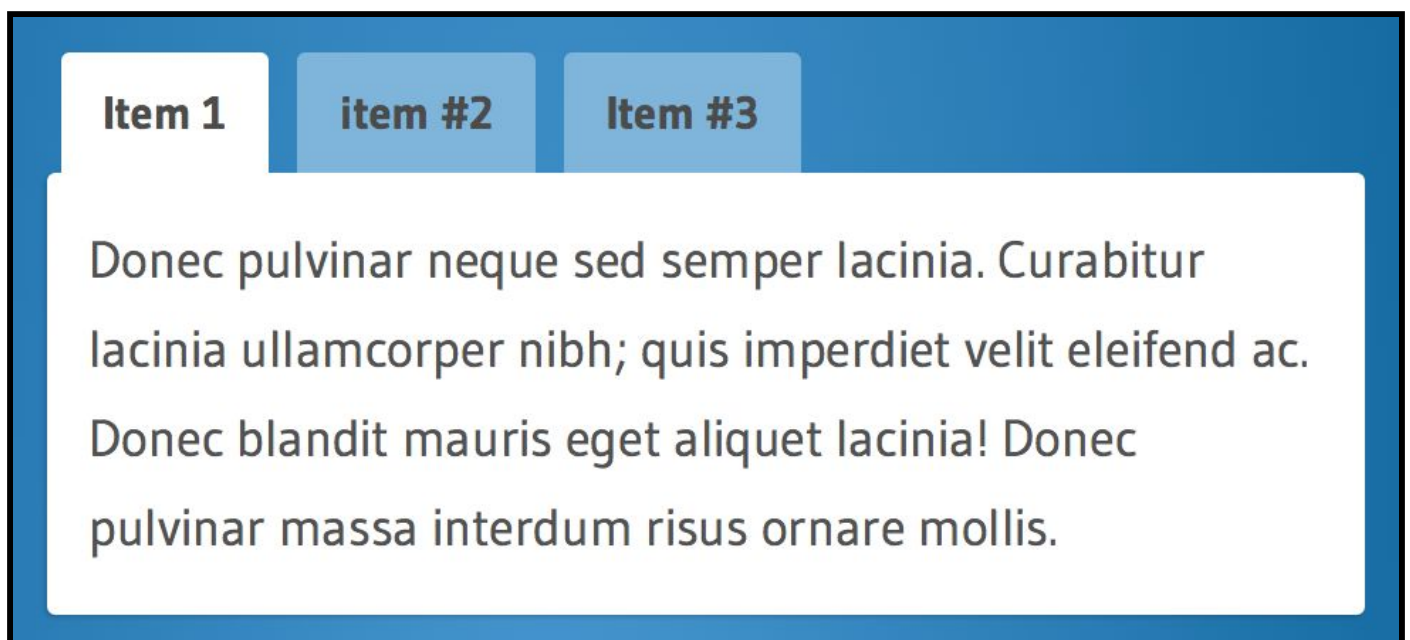 Item 1 item #2 Item #3
Donec pulvinar neque sed semper lacinia. Curabitur
lacinia ullamcorper nibh; quis imperdiet velit eleifend ac.
Donec blandit mauris eget aliquet lacinia! Donec
pulvinar massa interdum risus ornare mollis.